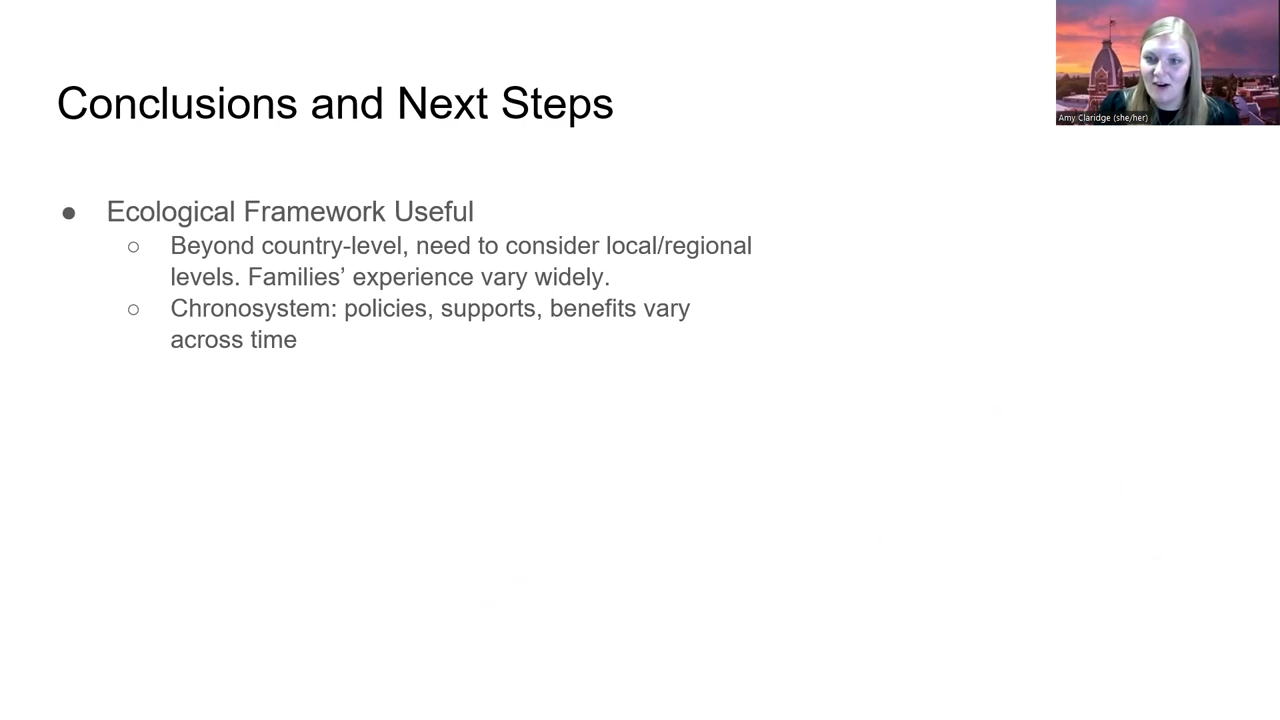 Conclusions and Next Steps
Amy Claridge (she/her)
● Ecological Framework Useful
○ Beyond country-level, need to consider local/regional
levels. Families’ experience vary widely.
○ Chronosystem: policies, supports, benefits vary
across time